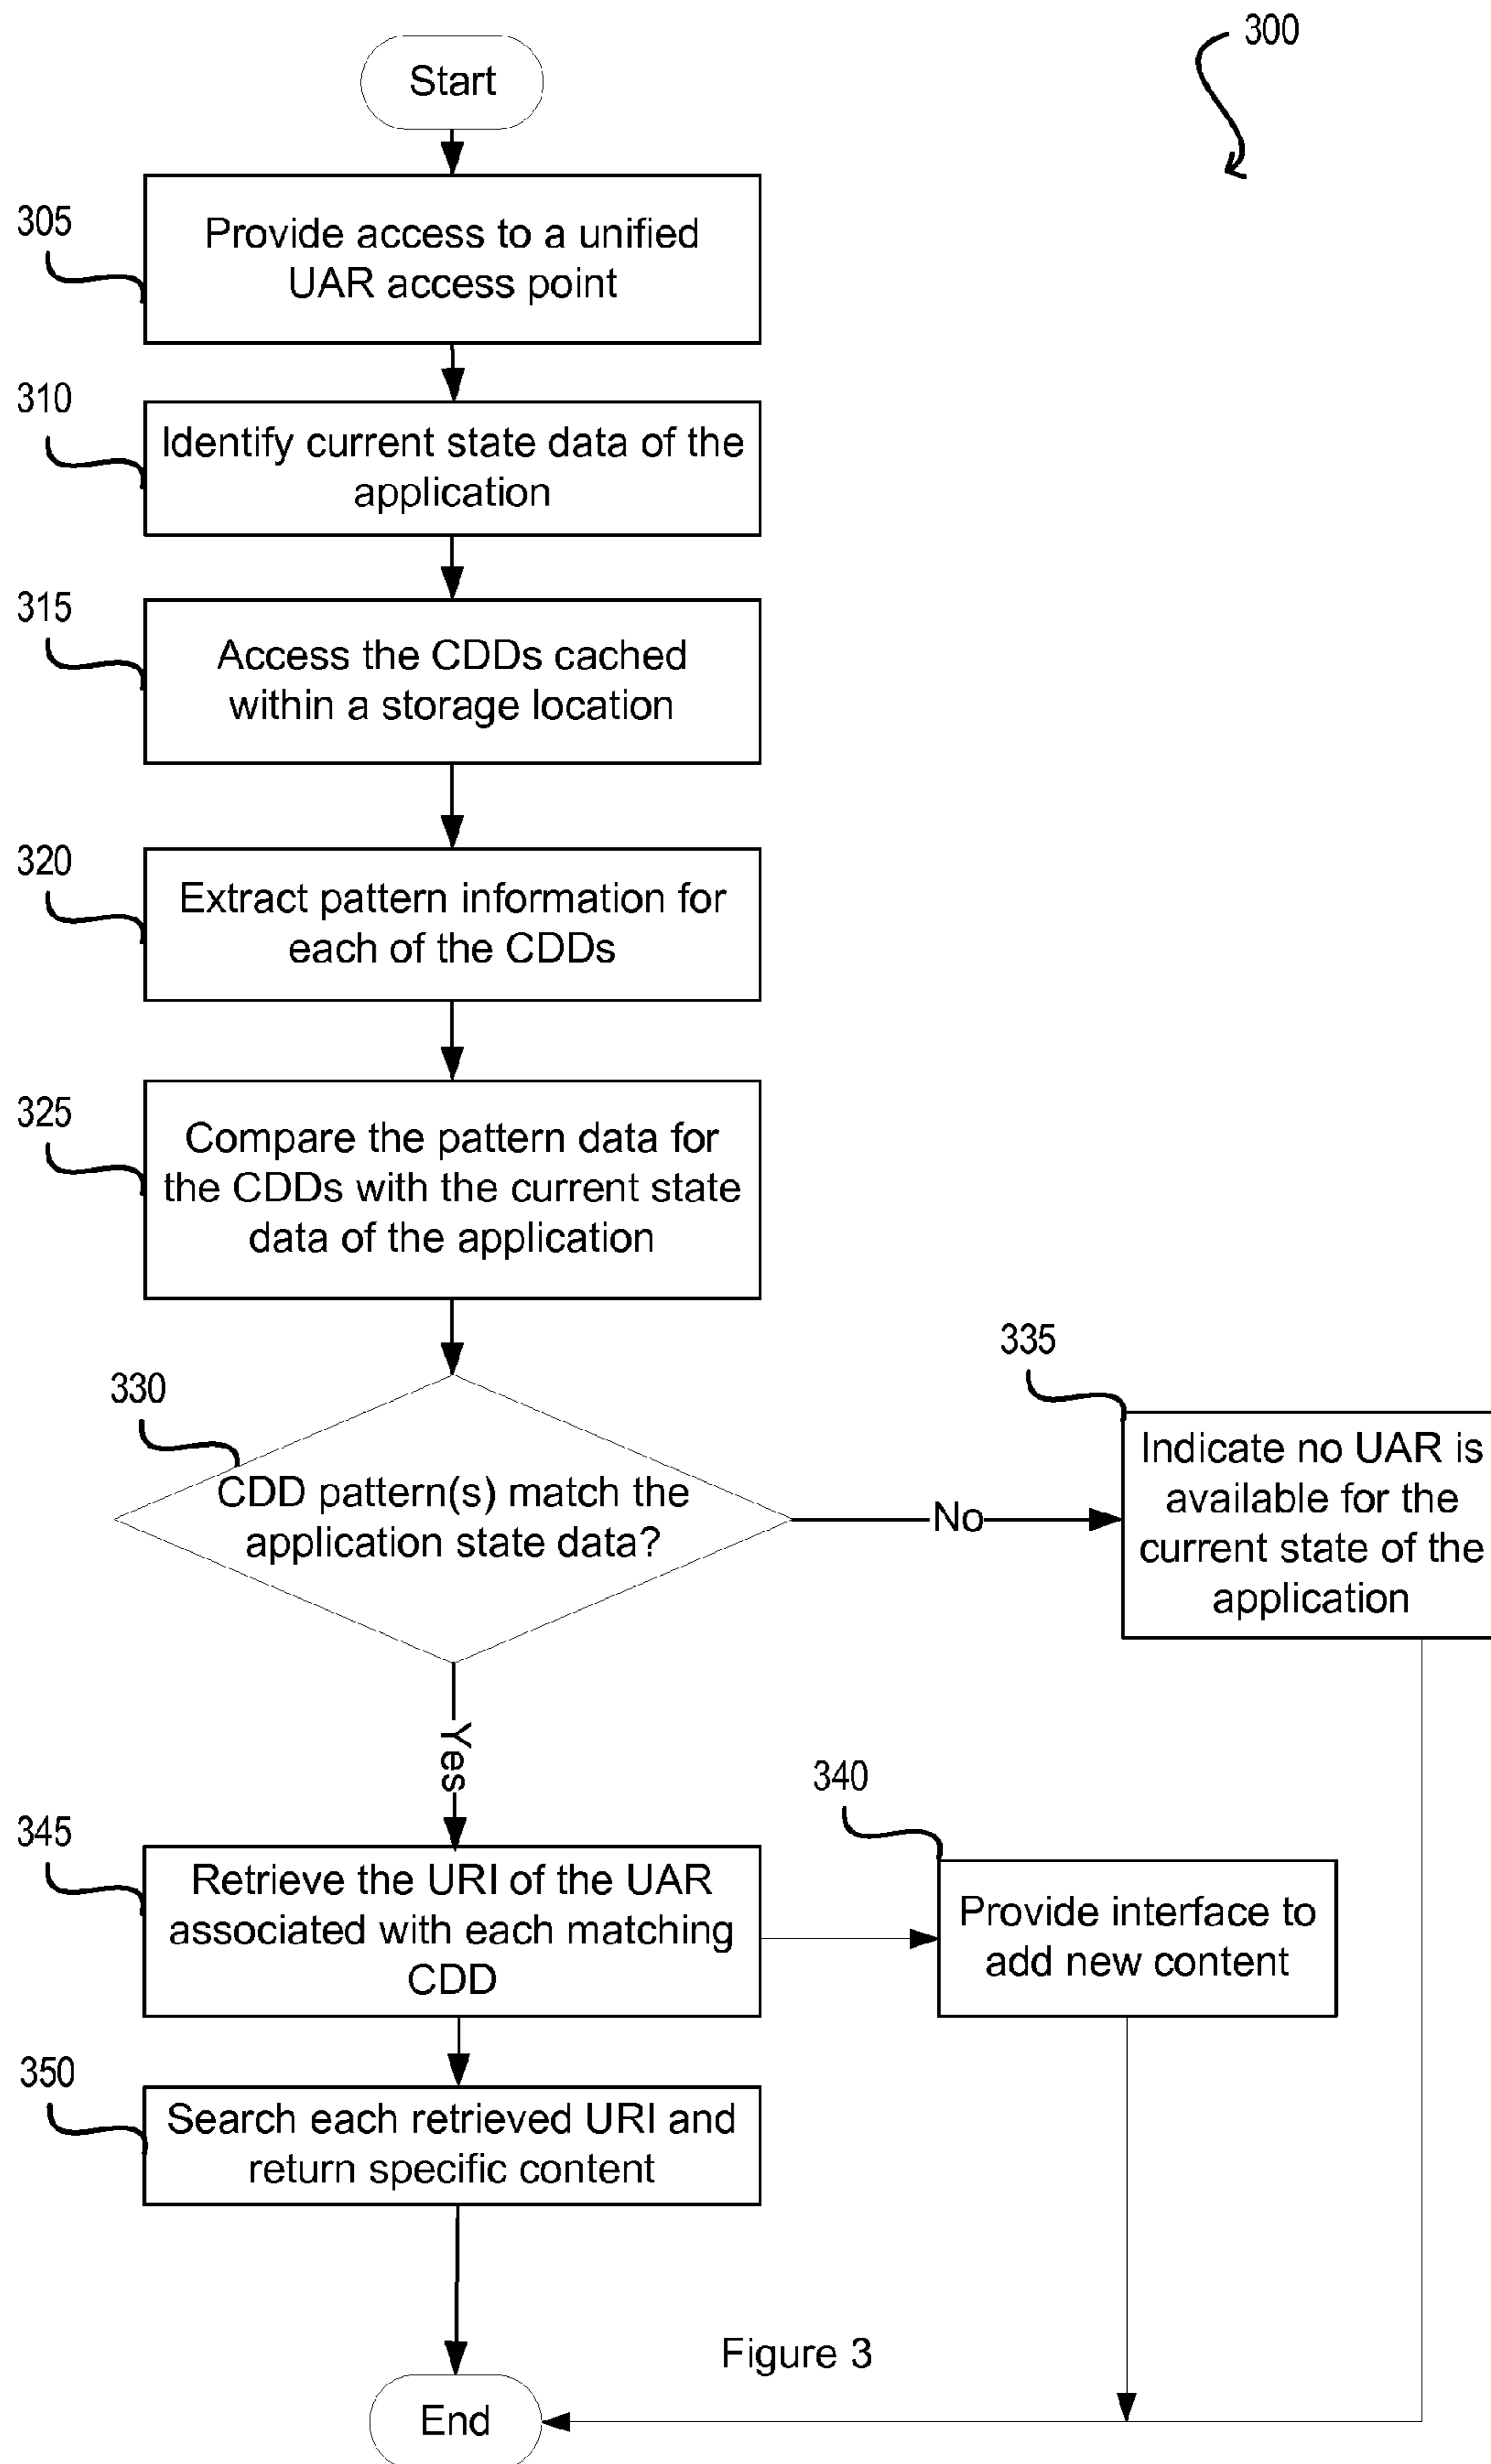 300
Start
305
Provide access to a unified
UAR access point
310
Identify current state data of the
application
315
Access the CDDs cached
within a storage location
320
Extract pattern information for
each of the CDDs
325
Compare the pattern data for
the CDDs with the current state
data of the application
330
CDD pattern(s) match the
application state data?
No
335
Indicate no UAR is
available for the
current state of the
application
Yes
345
Retrieve the URI of the UAR
associated with each matching
CDD
340
Provide interface to
add new content
350
Search each retrieved URI and
return specific content
Figure 3
End